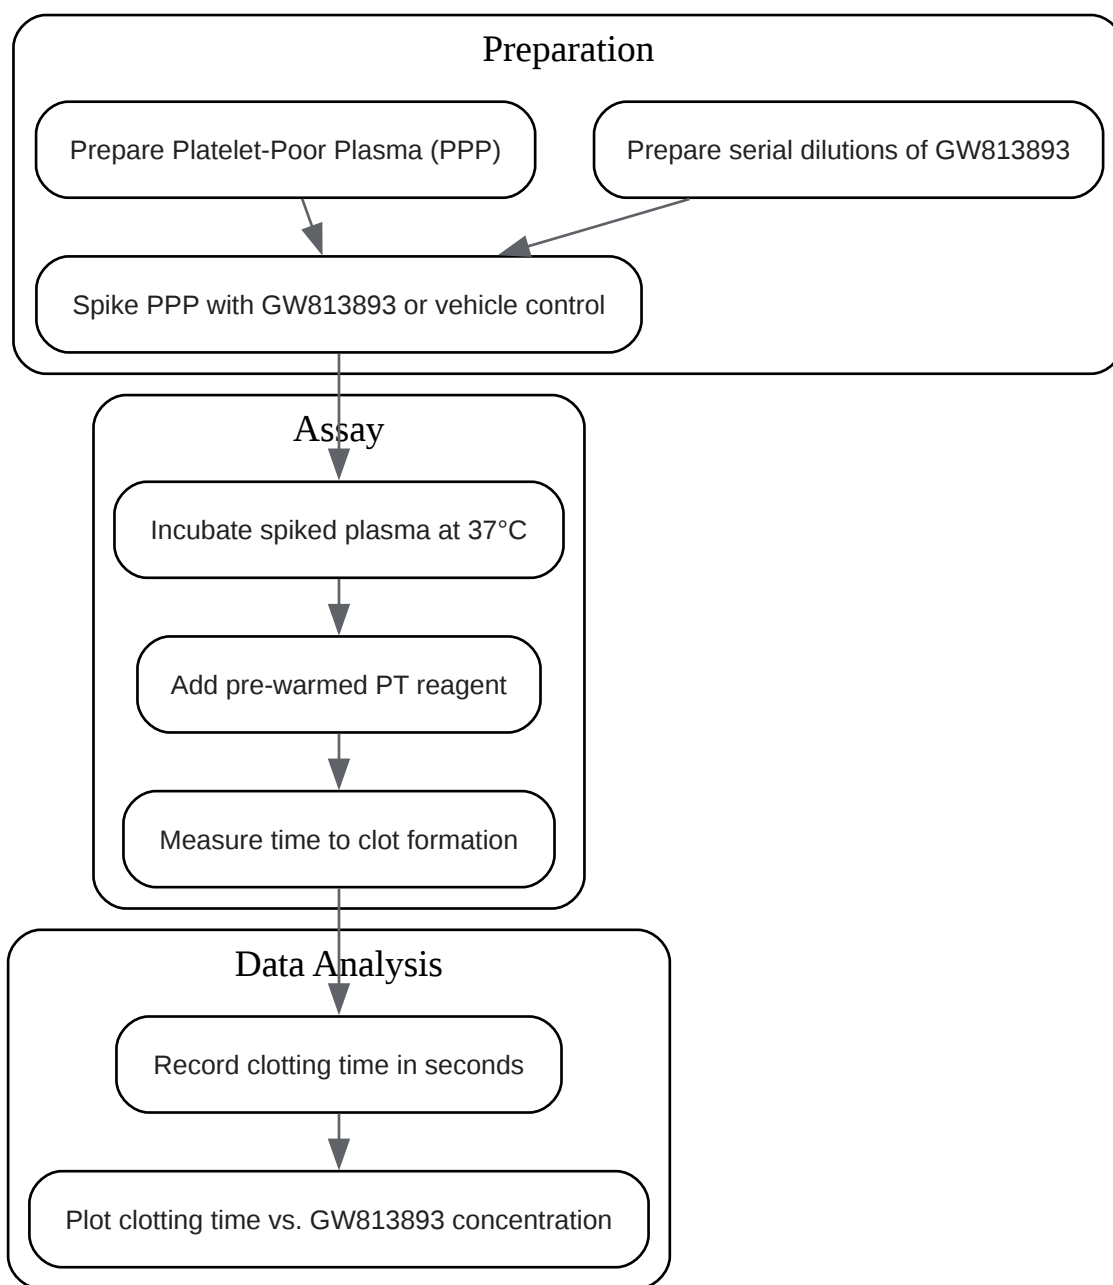 Preparation
Prepare Platelet-Poor Plasma (PPP)
Prepare serial dilutions of GW813893
Spike PPP with GW813893 or vehicle control
Assay
Incubate spiked plasma at 37°C
Add pre-warmed PT reagent
Measure time to clot formation
Data Analysis
Record clotting time in seconds
Plot clotting time vs. GW813893 concentration